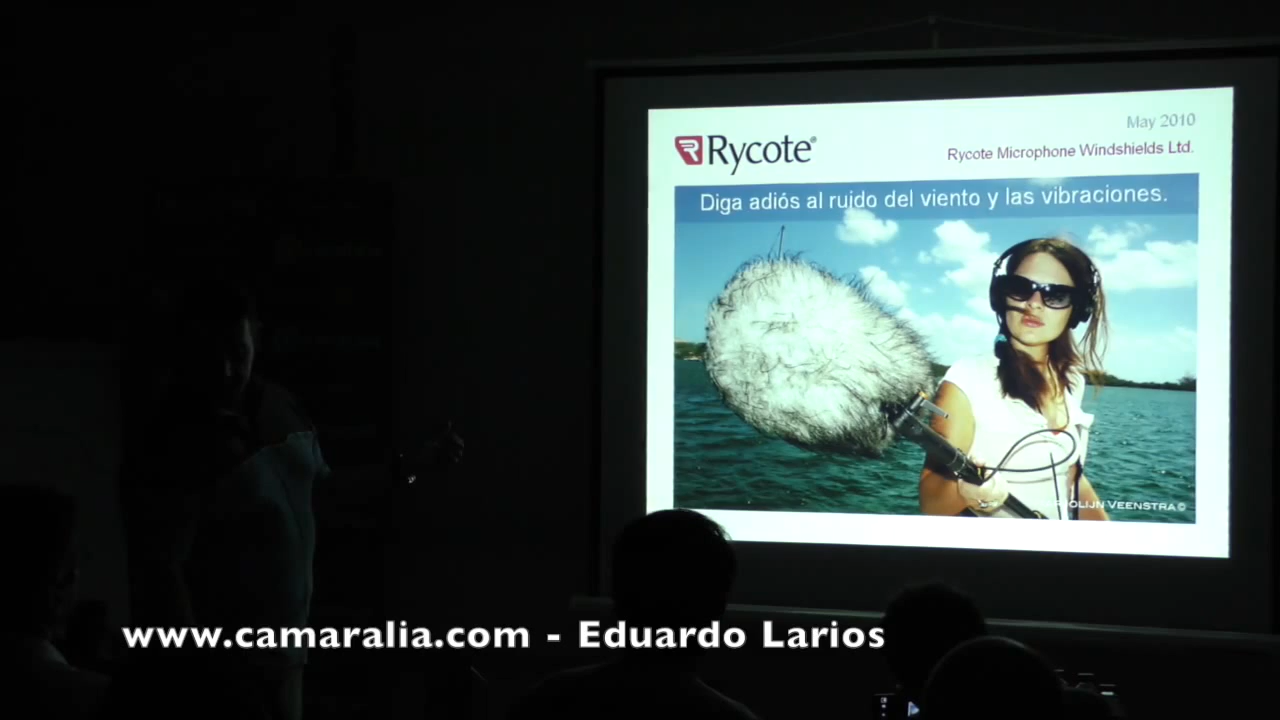 May 2010
Rycote®
Rycote Microphone Windshields Ltd.
Diga adiós al ruido del viento y las vibraciones.
OLIJN VEENSTRA ©
www.camaralia.com - Eduardo Larios